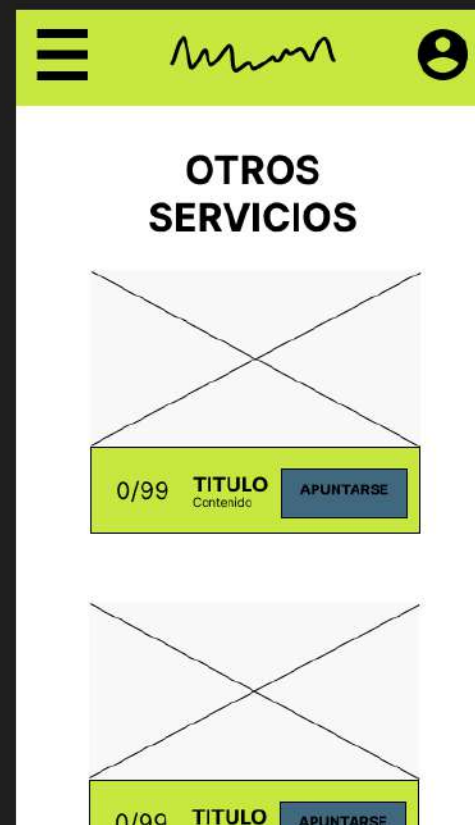 OTROS
SERVICIOS
0/99 TITULO APUNTARSE
Contenido
0/99 TITULO APUNTARSE